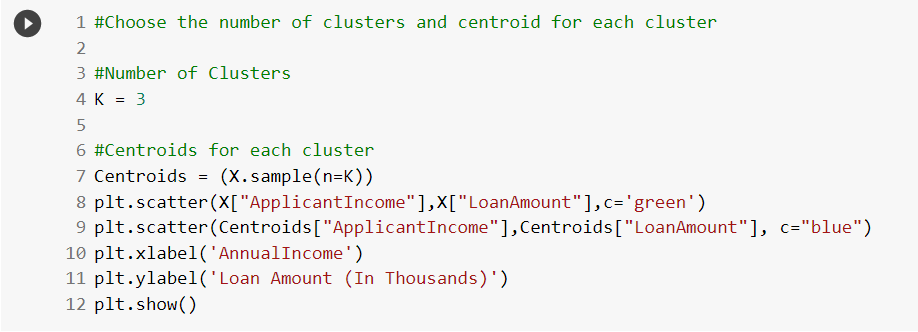 1 #Choose the number of clusters and centroid for each cluster
2
3 #Number of Clusters
4 K = 3
5
6 #Centroids for each cluster
7 Centroids = (X.sample(n=K))
8 plt.scatter(X["ApplicantIncome"],X["LoanAmount"],c='green')
9 plt.scatter(Centroids["ApplicantIncome"],Centroids["LoanAmount"], c="blue")
10 plt.xlabel('AnnualIncome')
11 plt.ylabel('Loan Amount (In Thousands)')
12 plt.show()